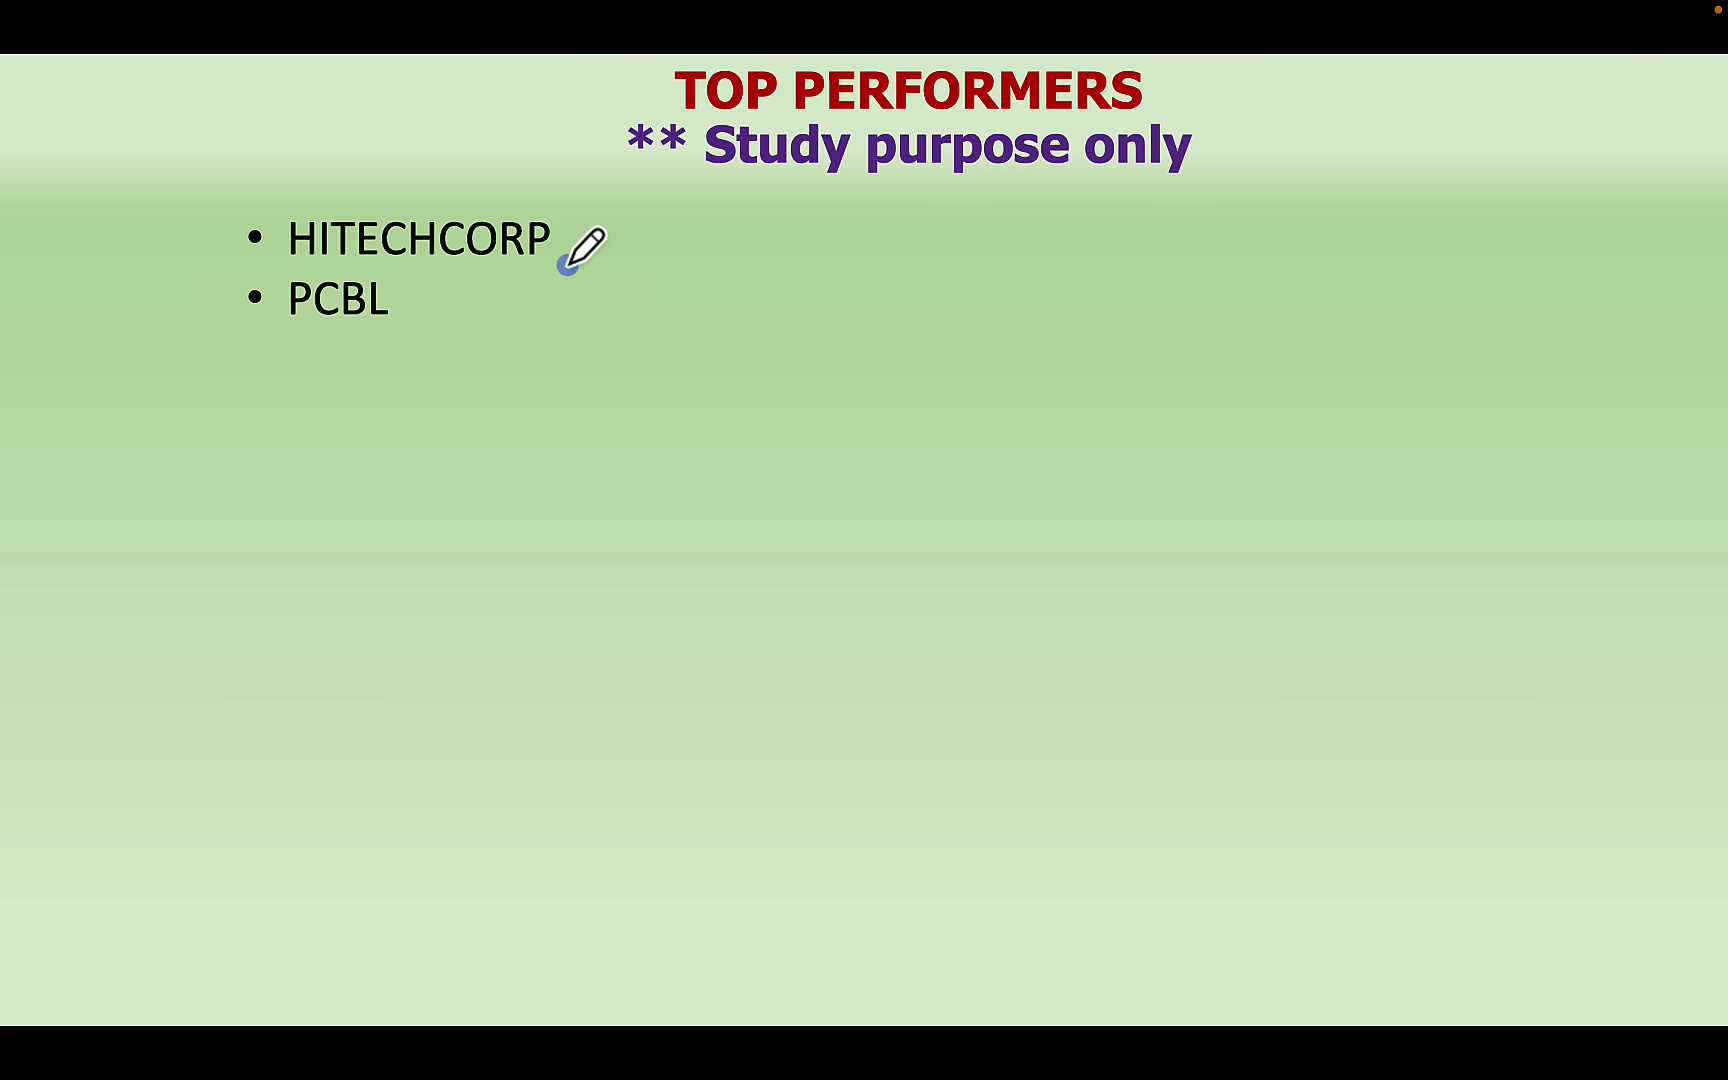 TOP PERFORMERS
** Study purpose only
• HITECHCORP
• PCBL